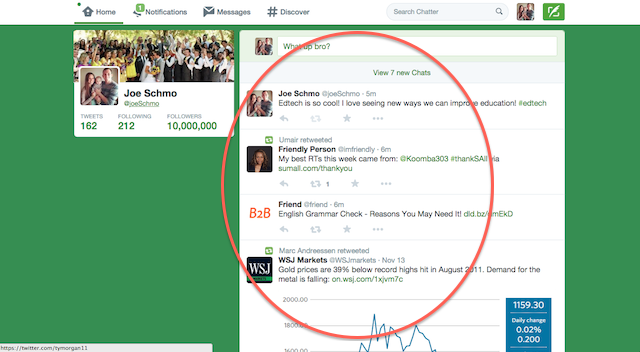 Home
1
Notifications
Messages
Discover
Search Chatter
What up bro?
View 7 new Chats
Joe Schmo
@joeSchmo
TWEETS FOLLOWING FOLLOWERS
162 212 10,000,000
Joe Schmo @joeSchmo · 5m
Edtech is so cool! I love seeing new ways we can improve education! #edtech
Umair retweeted
Friendly Person @imfriendly · 6m
My best RTs this week came from: @Koomba303 #thankSAll via
sumall.com/thankyou
1
B2B
Friend @friend · 6m
English Grammar Check - Reasons You May Need It! dld.bz/dmEkD
Marc Andreessen retweeted
WSJ
WSJ Markets @WSJmarkets · Nov 13
Gold prices are 39% below record highs hit in August 2011. Demand for the
metal is falling: on.wsj.com/1xjvm7c
2000.00
1800.00
1600.00
1159.30
Daily change
0.02%
0.200
https://twitter.com/tymorgan11